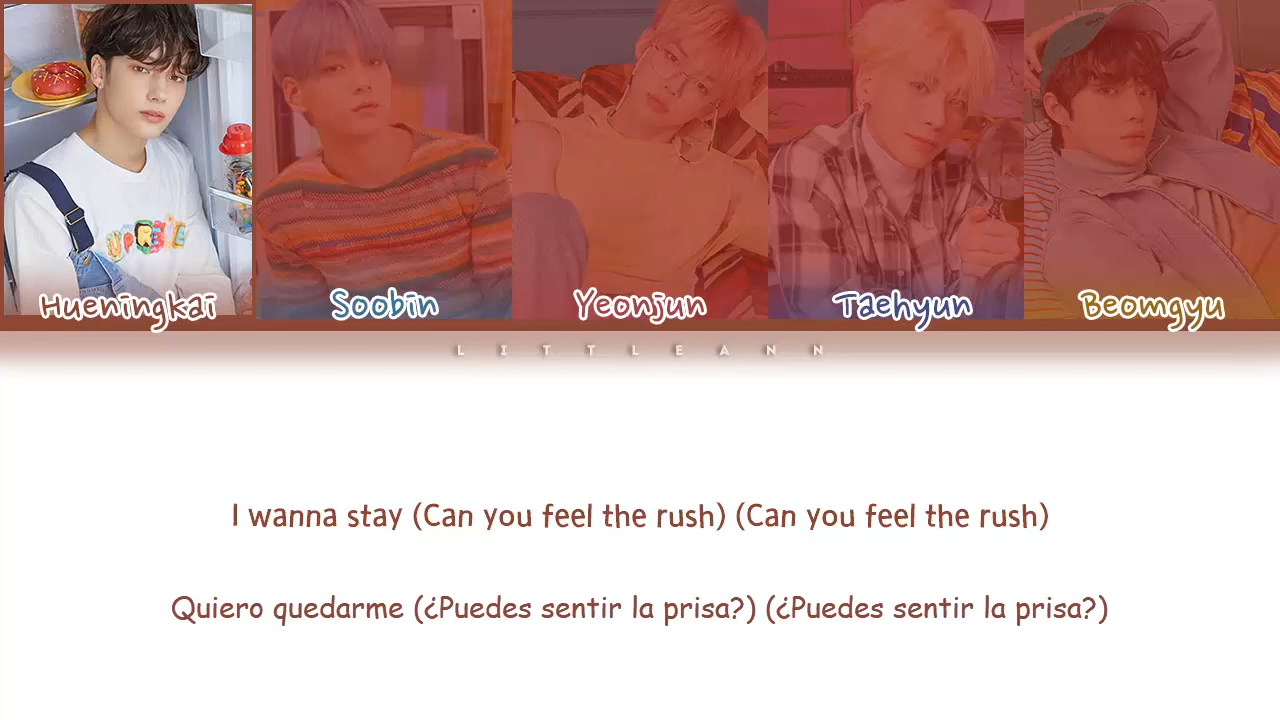 Hueningkai
Soobin
Yeonjun
Taehyun
Beomgyu
LITTLEANN
I wanna stay (Can you feel the rush) (Can you feel the rush)
Quiero quedarme (¿Puedes sentir la prisa?) (¿Puedes sentir la prisa?)